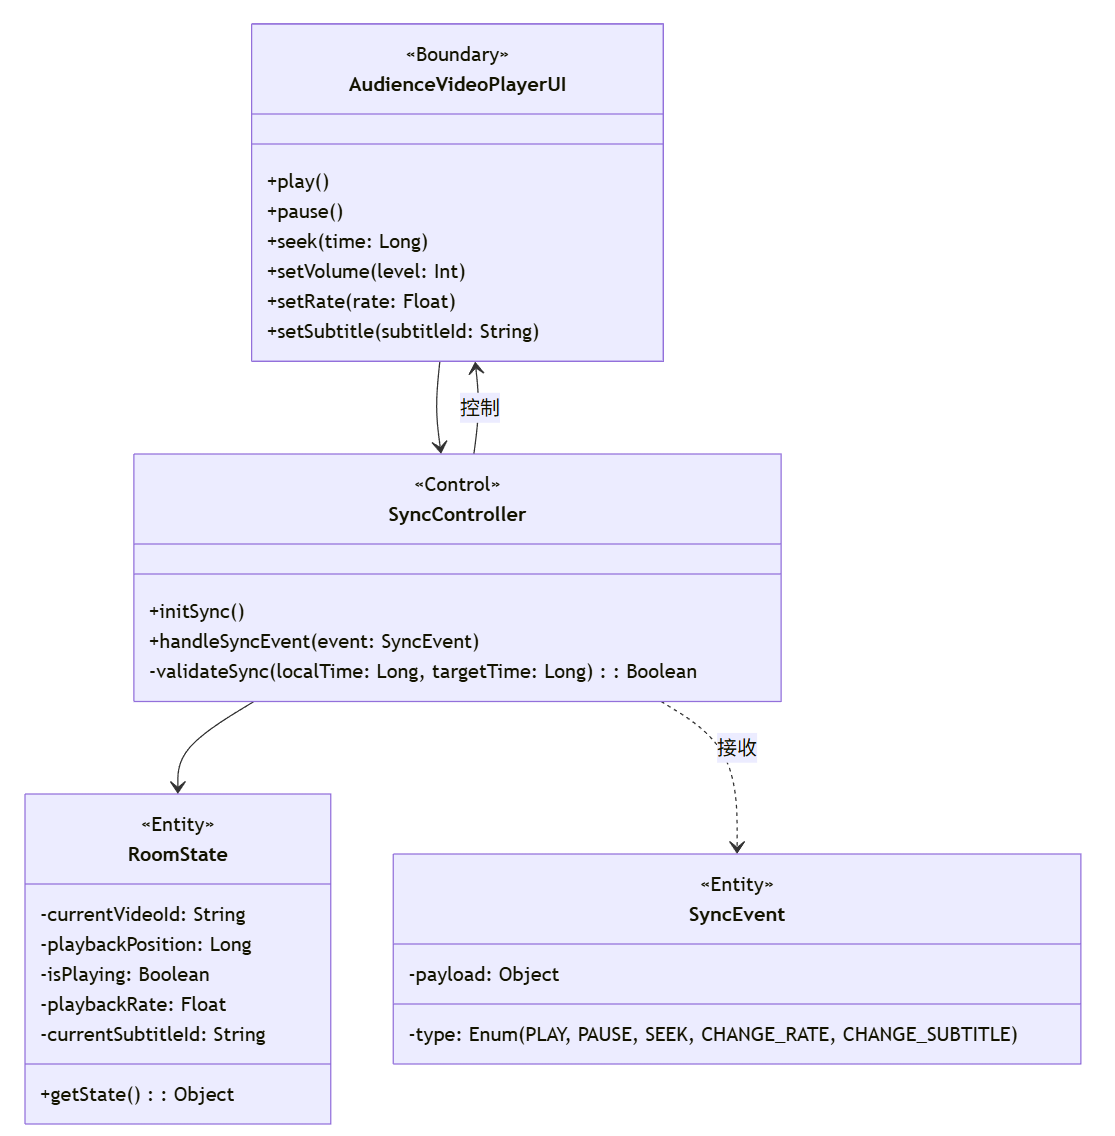 «Boundary»
AudienceVideoPlayerUI
+play()
+pause()
+seek(time: Long)
+setVolume(level: Int)
+setRate(rate: Float)
+setSubtitle(subtitleId: String)
控制
«Control»
SyncController
+initSync()
+handleSyncEvent(event: SyncEvent)
-validateSync(localTime: Long, targetTime: Long) : : Boolean
接收
«Entity»
RoomState
-currentVideoId: String
-playbackPosition: Long
-isPlaying: Boolean
-playbackRate: Float
-currentSubtitleId: String
+getState() : : Object
«Entity»
SyncEvent
-payload: Object
-type: Enum(PLAY, PAUSE, SEEK, CHANGE_RATE, CHANGE_SUBTITLE)